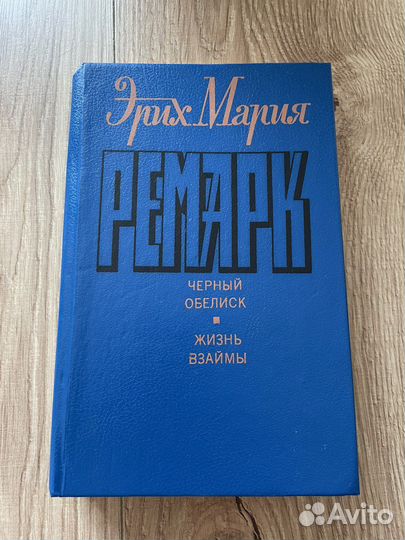 Эрих Мария
РЕМАРК
ЧЕРНЫЙ
ОБЕЛИСК
ЖИЗНЬ
ВЗАЙМЫ
Avito